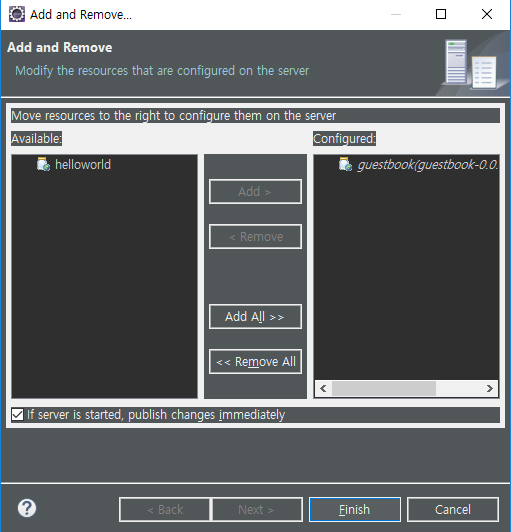 Add and Remove...
Add and Remove
Modify the resources that are configured on the server
Move resources to the right to configure them on the server
Available:
Configured:
helloworld
guestbook(guestbook-0.0.
Add >
< Remove
Add All >>
<< Remove All
If server is started, publish changes immediately
< Back
Next >
Finish
Cancel